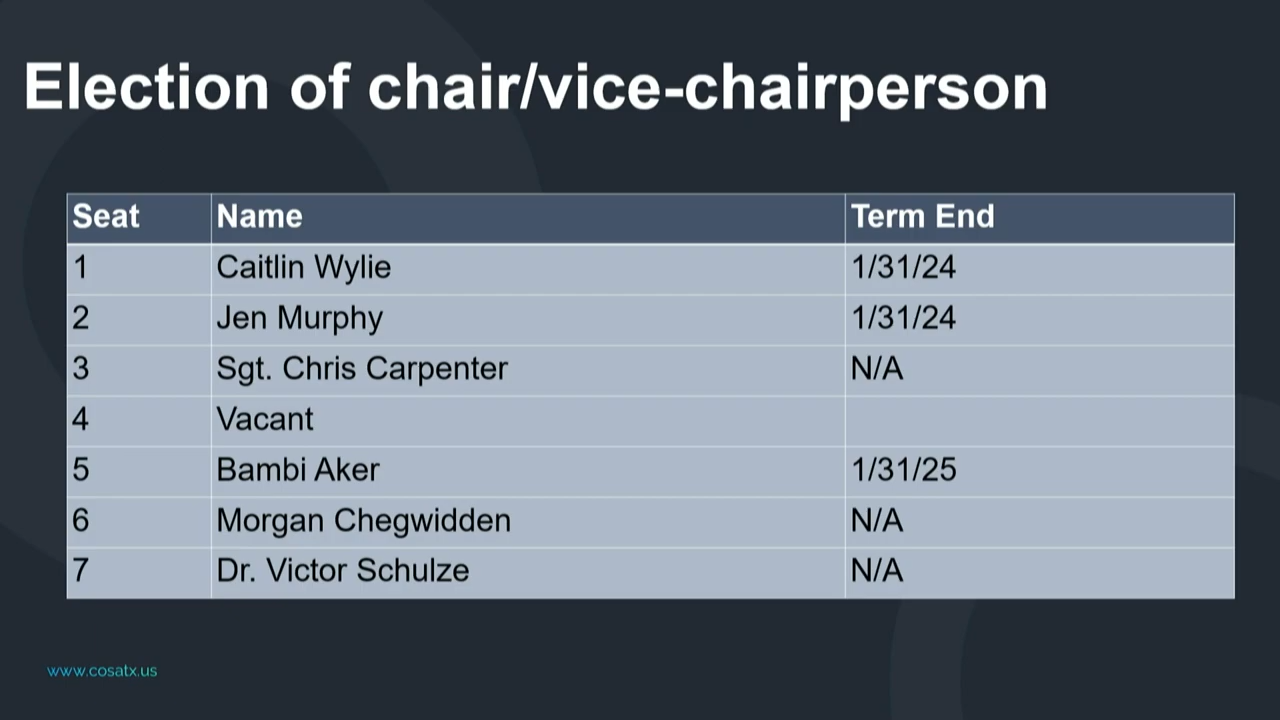 Election of chair/vice-chairperson
Seat Name Term End
1 Caitlin Wylie 1/31/24
2 Jen Murphy 1/31/24
3 Sgt. Chris Carpenter N/A
4 Vacant
5 Bambi Aker 1/31/25
6 Morgan Chegwidden N/A
7 Dr. Victor Schulze N/A
www.cosatx.us